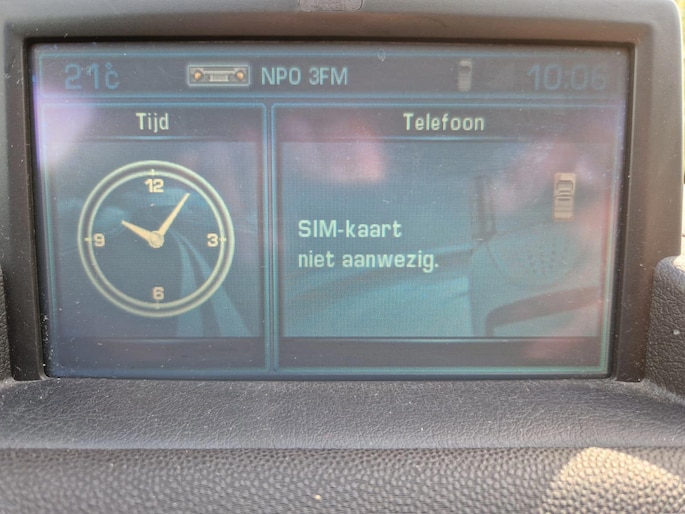 21°C NPO 3FM 10:06
Tijd
Telefoon
12
9
3
6
SIM-kaart
niet aanwezig.